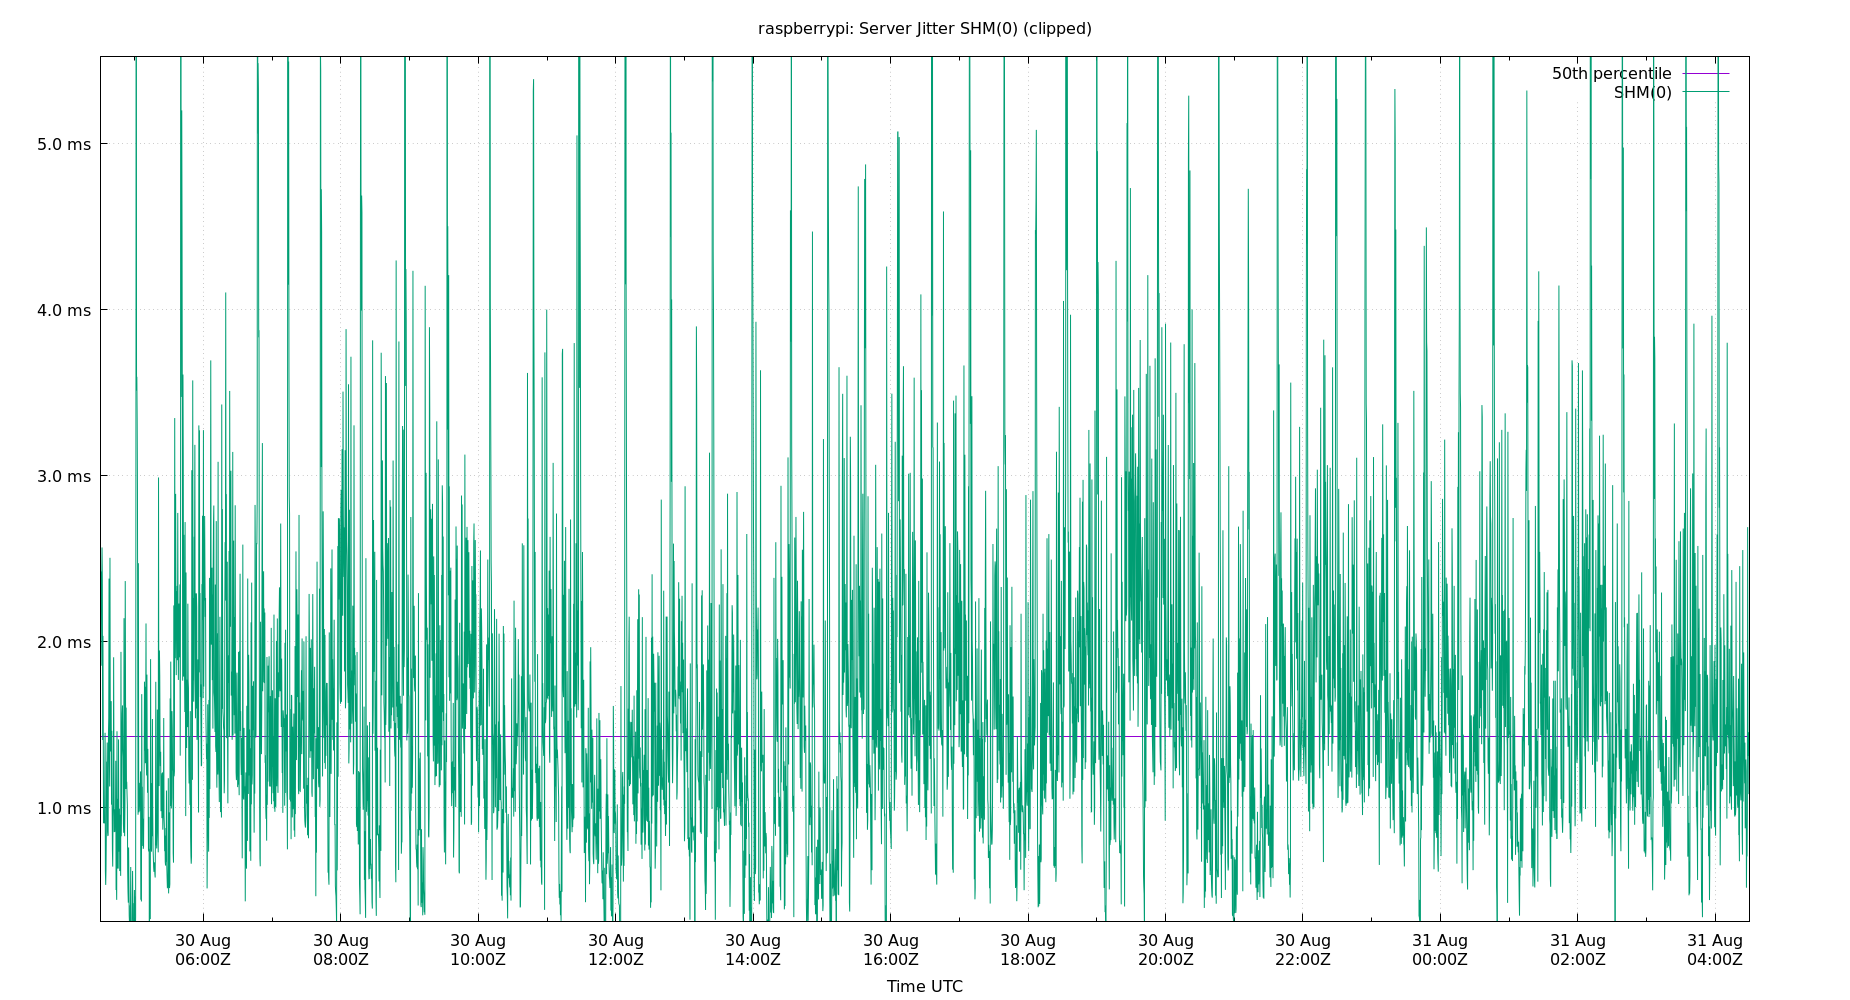 raspberrypi: Server Jitter SHM(0) (clipped)
50th percentile
SHM(0)
5.0 ms
4.0 ms
3.0 ms
2.0 ms
1.0 ms
30 Aug 30 Aug 30 Aug 30 Aug 30 Aug 30 Aug 30 Aug 30 Aug 30 Aug 31 Aug 31 Aug 31 Aug
06:00Z 08:00Z 10:00Z 12:00Z 14:00Z 16:00Z 18:00Z 20:00Z 22:00Z 00:00Z 02:00Z 04:00Z
Time UTC